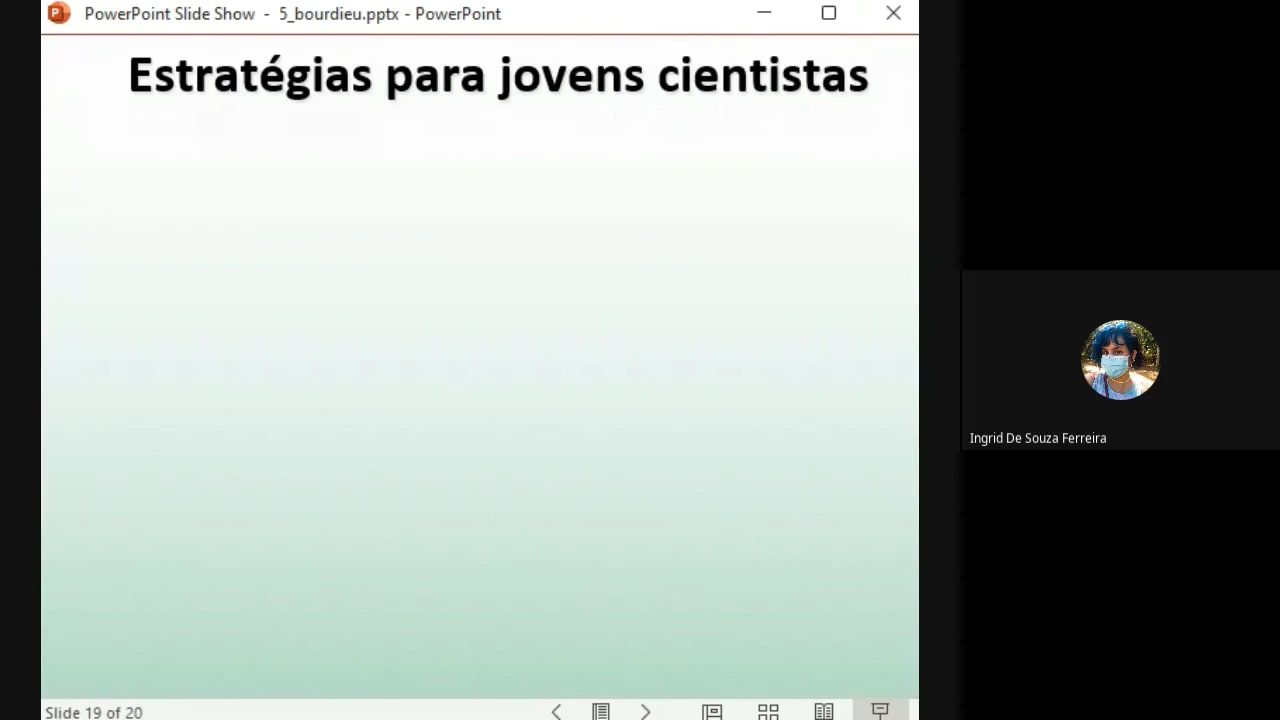 PowerPoint Slide Show - 5_bourdieu.pptx - PowerPoint
Estratégias para jovens cientistas
Ingrid De Souza Ferreira
Slide 19 of 20